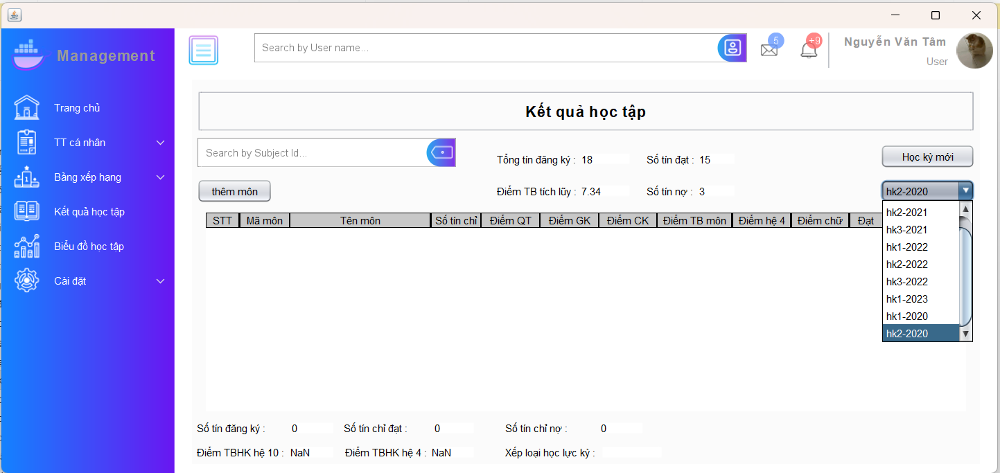 Management
Search by User name...
5
+9
Nguyễn Văn Tâm
User
Trang chủ
TT cá nhân
Bảng xếp hạng
Kết quả học tập
Biểu đồ học tập
Cài đặt
Kết quả học tập
Search by Subject Id...
Tổng tín đăng ký : 18
Số tín đạt : 15
Học kỳ mới
thêm môn
Điểm TB tích lũy : 7.34
Số tín nợ : 3
hk2-2020
STT Mã môn Tên môn Số tín chỉ Điểm QT Điểm GK Điểm CK Điểm TB môn Điểm hệ 4 Điểm chữ Đạt
hk2-2021
hk3-2021
hk1-2022
hk2-2022
hk3-2022
hk1-2023
hk1-2020
hk2-2020
Số tín đăng ký : 0
Số tín chỉ đạt : 0
Số tín chỉ nợ : 0
Điểm TBHK hệ 10 : NaN
Điểm TBHK hệ 4 : NaN
Xếp loại học lực kỳ :